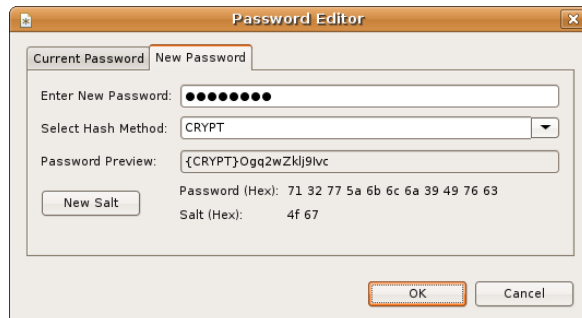 Password Editor
Current Password New Password
Enter New Password: ●●●●●●●●
Select Hash Method: CRYPT
Password Preview: {CRYPT}Ogq2wZklj9Ivc
New Salt
Password (Hex): 71 32 77 5a 6b 6c 6a 39 49 76 63
Salt (Hex): 4f 67
OK Cancel